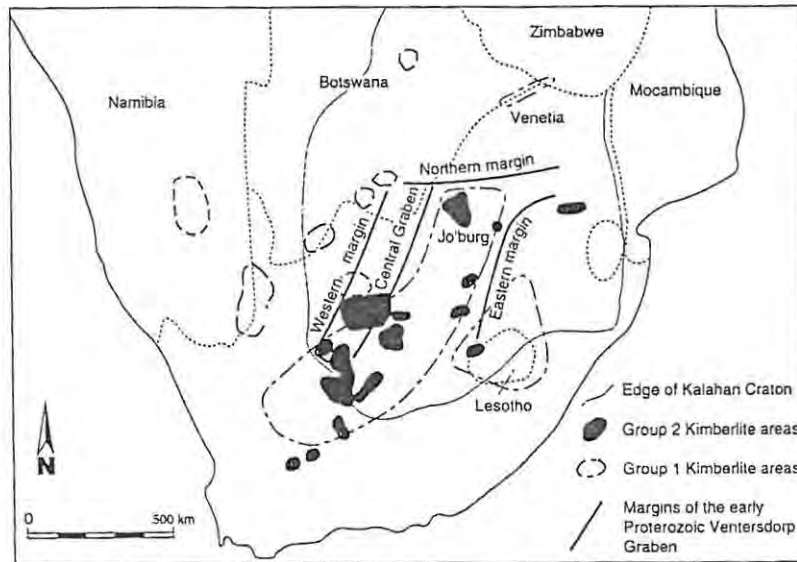 Zimbabwe
Botswana
Namibia
Mocambique
Venetia
Northern margin
Western margin
Central Graben
Jo'burg
Eastern margin
Lesotho
N
0 500 km
Edge of Kalahan Craton
Group 2 Kimberlite areas
Group 1 Kimberlite areas
Margins of the early
Proterozoic Ventersdorp
Graben